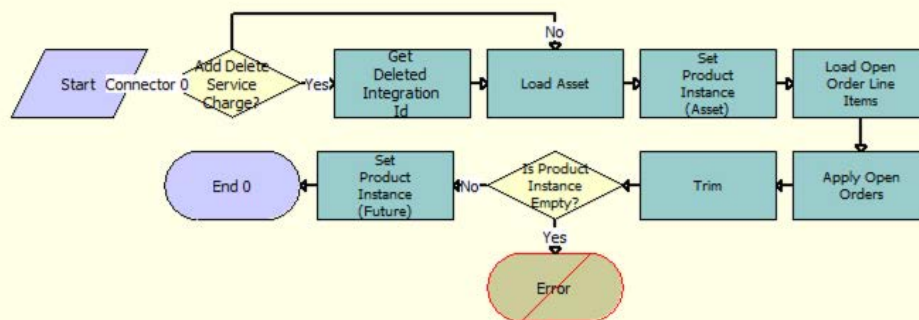 No
Start
Connector 0
Add Delete
Service
Charge?
Yes
Get
Deleted
Integration
Id
Load Asset
Set
Product
Instance
(Asset)
Load Open
Order Line
Items
End 0
Set
Product
Instance
(Future)
No
Is Product
Instance
Empty?
Trim
Apply Open
Orders
Yes
Error